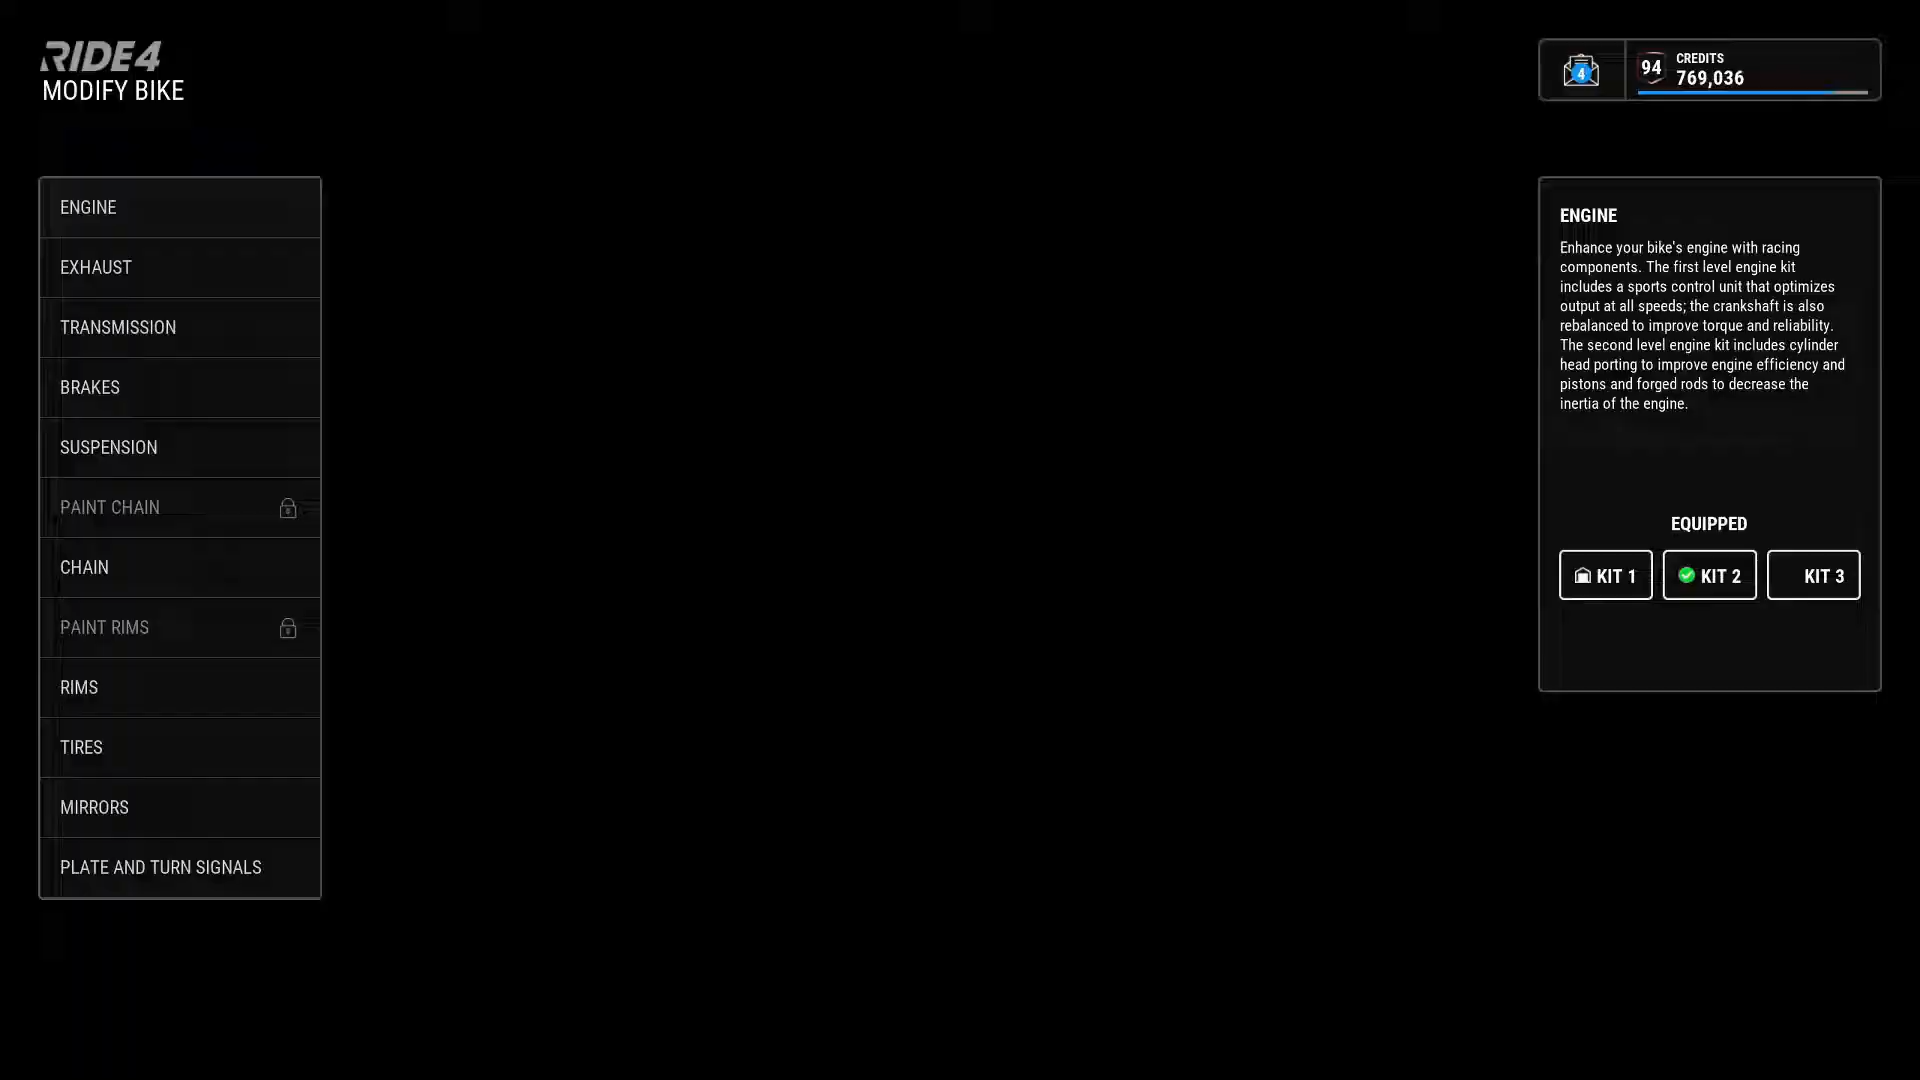 RIDE4
MODIFY BIKE
4
94
CREDITS
769,036
ENGINE
EXHAUST
TRANSMISSION
BRAKES
SUSPENSION
PAINT CHAIN
CHAIN
PAINT RIMS
RIMS
TIRES
MIRRORS
PLATE AND TURN SIGNALS
ENGINE
Enhance your bike's engine with racing
components. The first level engine kit
includes a sports control unit that optimizes
output at all speeds; the crankshaft is also
rebalanced to improve torque and reliability.
The second level engine kit includes cylinder
head porting to improve engine efficiency and
pistons and forged rods to decrease the
inertia of the engine.
EQUIPPED
KIT 1
KIT 2
KIT 3